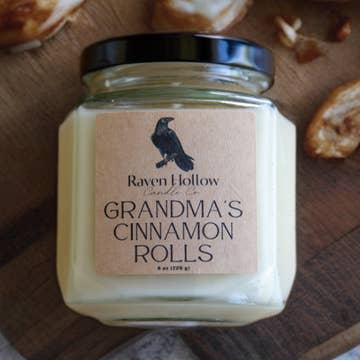 Raven Hollow
Candle Co
GRANDMA'S
CINNAMON
ROLLS
8 oz (226 g)